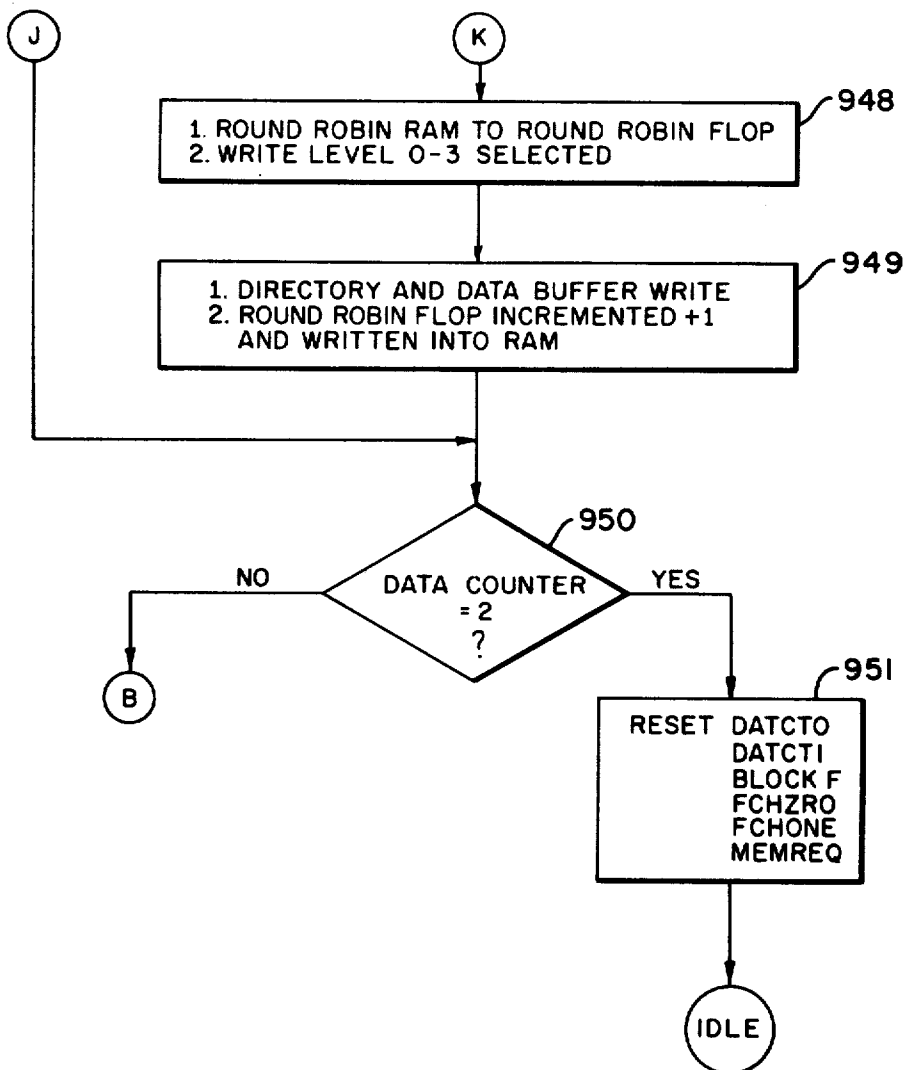 J
K
948
1. ROUND ROBIN RAM TO ROUND ROBIN FLOP
2. WRITE LEVEL 0-3 SELECTED
949
1. DIRECTORY AND DATA BUFFER WRITE
2. ROUND ROBIN FLOP INCREMENTED +1
AND WRITTEN INTO RAM
950
NO
DATA COUNTER
= 2
?
YES
B
951
RESET DATCT0
DATCT1
BLOCK F
FCHZRO
FCHONE
MEMREQ
IDLE